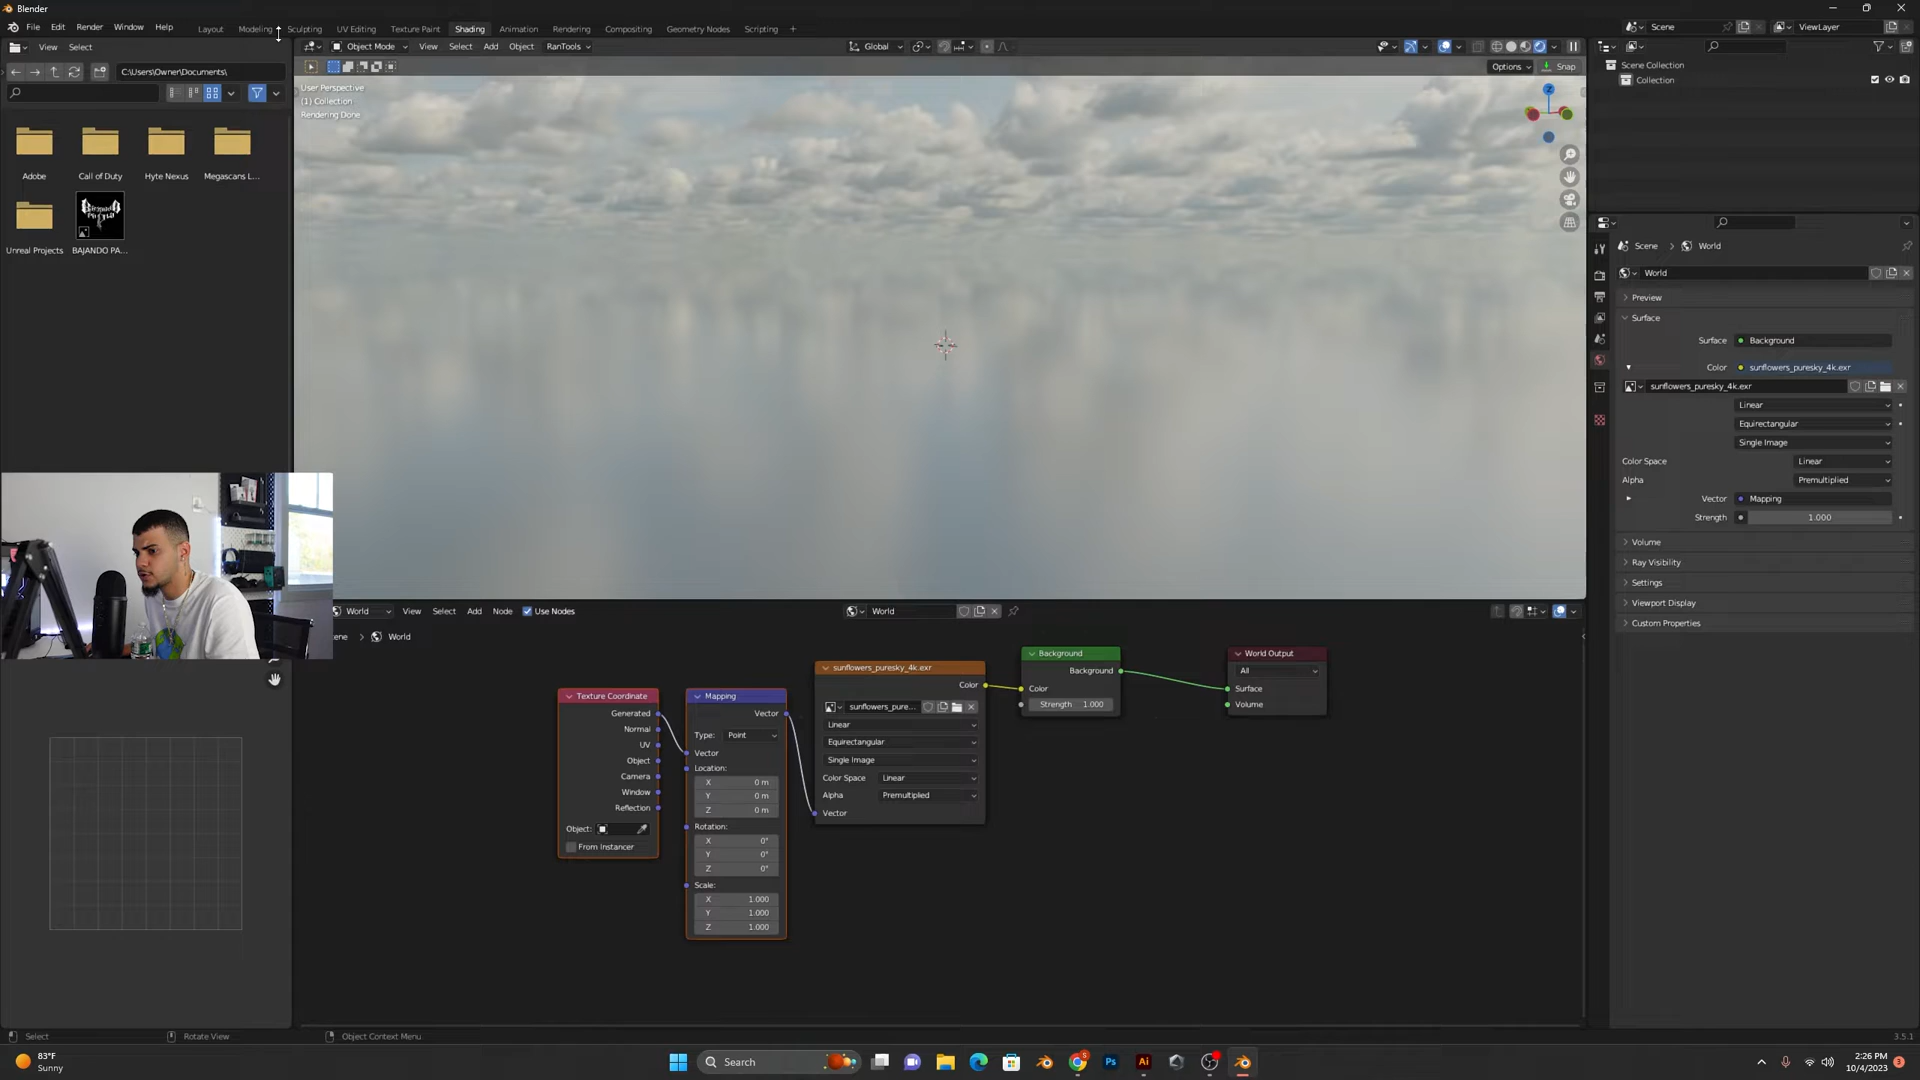 Blender
File Edit Render Window Help Layout Modeling Sculpting UV Editing Texture Paint Shading Animation Rendering Compositing Geometry Nodes Scripting + Scene ViewLayer
View Select
Object Mode View Select Add Object RanTools Global
C:\Users\Owner\Documents\
Options Snap
Scene Collection
Collection
User Perspective
(1) Collection
Rendering Done
Z
Adobe Call of Duty Hyte Nexus Megascans L...
Unreal Projects BAJANDO PA...
Scene > World
World
Preview
Surface
Surface Background
Color sunflowers_puresky_4k.exr
sunflowers_puresky_4k.exr
Linear
Equirectangular
Single Image
Color Space Linear
Alpha Premultiplied
Vector Mapping
Strength 1.000
Volume
Ray Visibility
Settings
Viewport Display
Custom Properties
World View Select Add Node Use Nodes World
ene > World
Texture Coordinate
Generated
Normal
UV
Object
Camera
Window
Reflection
Object:
From Instancer
Mapping
Vector
Type: Point
Vector
Location:
X 0 m
Y 0 m
Z 0 m
Rotation:
X 0°
Y 0°
Z 0°
Scale:
X 1.000
Y 1.000
Z 1.000
sunflowers_puresky_4k.exr
Color
sunflowers_pure...
Linear
Equirectangular
Single Image
Color Space Linear
Alpha Premultiplied
Vector
Background
Background
Color
Strength 1.000
World Output
All
Surface
Volume
Select Rotate View Object Context Menu 3.5.1
83°F
Sunny
Search
Ps
Ai
2:26 PM
10/4/2023